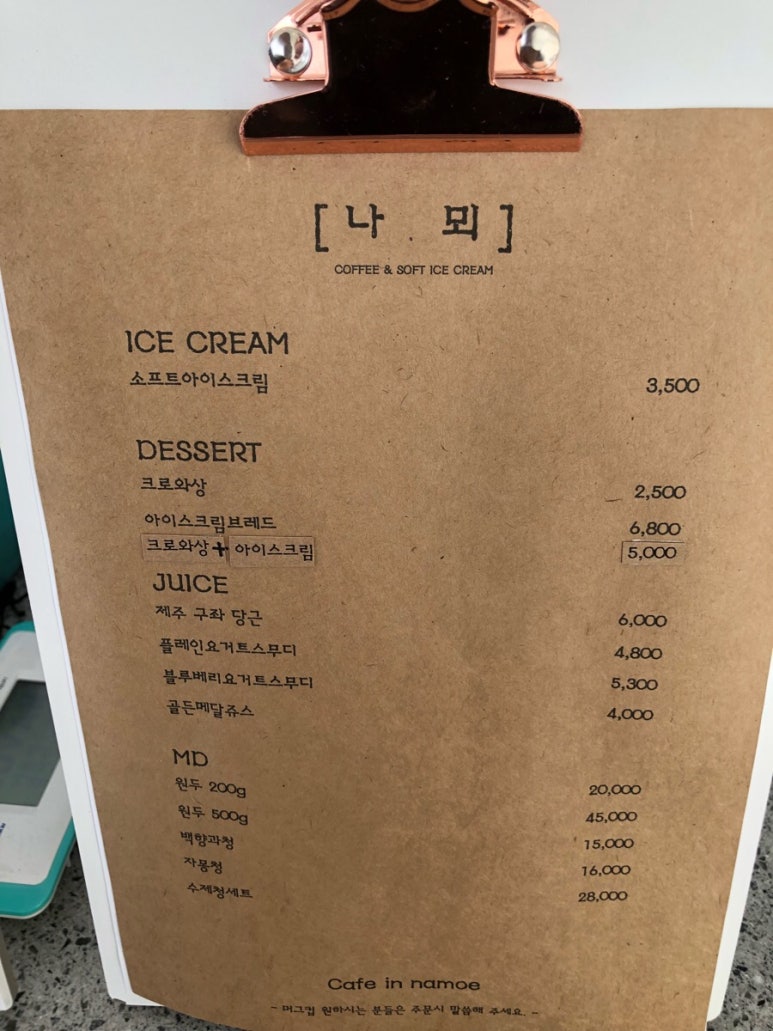 [나 뫼]
COFFEE & SOFT ICE CREAM
ICE CREAM
소프트아이스크림 3,500
DESSERT
크로와상 2,500
아이스크림브레드 6,800
크로와상+아이스크림 5,000
JUICE
제주 구좌 당근 6,000
플레인요거트스무디 4,800
블루베리요거트스무디 5,300
골든메달쥬스 4,000
MD
원두 200g 20,000
원두 500g 45,000
백향과청 15,000
자몽청 16,000
수제청세트 28,000
Cafe in namoe
- 머그컵 원하시는 분들은 주문시 말씀해 주세요. -